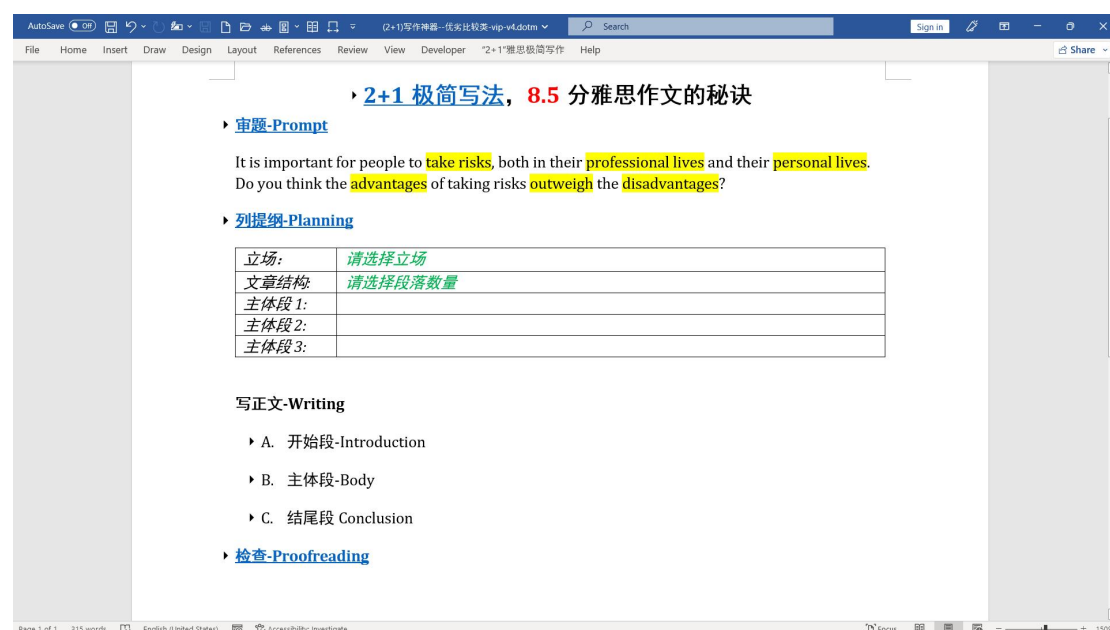 AutoSave Off (2+1)写作神器--优劣比较类-vip-v4.dotm Search Sign in
File Home Insert Draw Design Layout References Review View Developer "2+1"雅思极简写作 Help Share
2+1 极简写法，8.5 分雅思作文的秘诀
审题-Prompt
It is important for people to take risks, both in their professional lives and their personal lives.
Do you think the advantages of taking risks outweigh the disadvantages?
列提纲-Planning
立场: 请选择立场
文章结构: 请选择段落数量
主体段 1:
主体段 2:
主体段 3:
写正文-Writing
A. 开始段-Introduction
B. 主体段-Body
C. 结尾段 Conclusion
检查-Proofreading
Page 1 of 1 315 words English (United States) Accessibility: Investigate Focus 150%